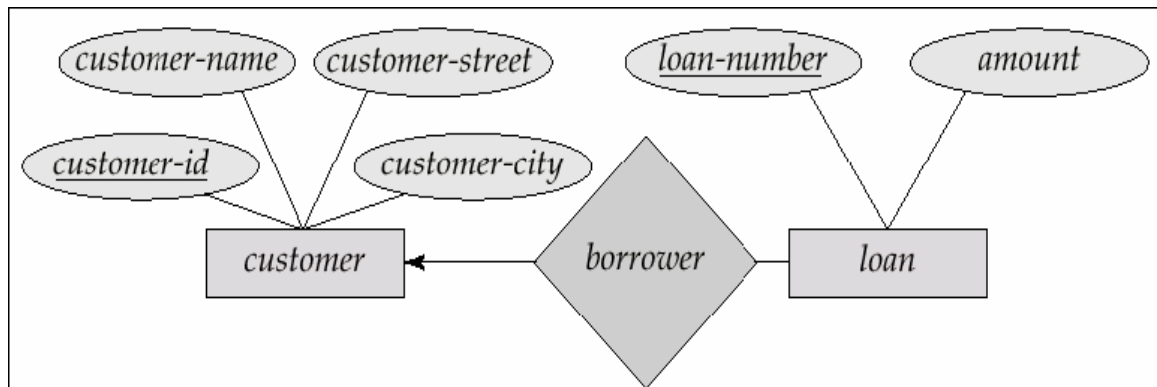 customer-name
customer-street
loan-number
amount
customer-id
customer-city
customer
borrower
loan